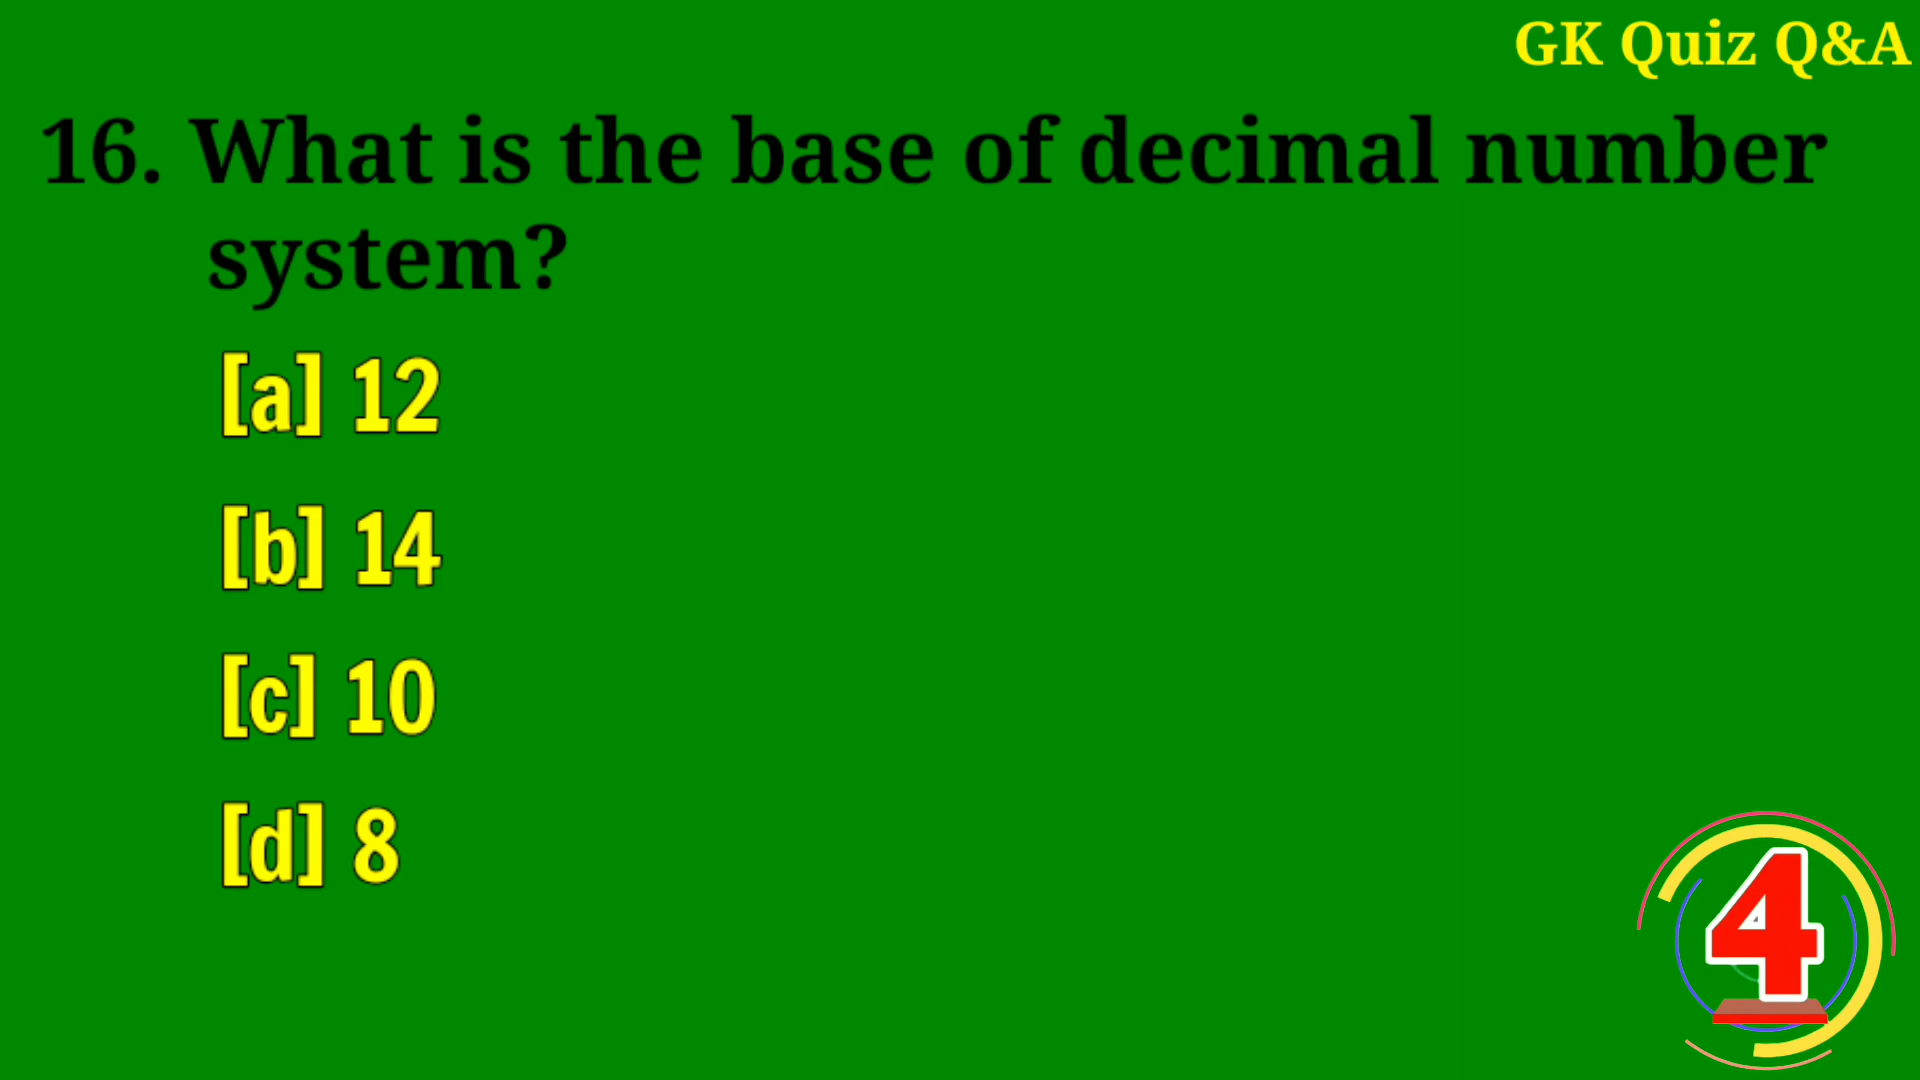 GK Quiz Q&A
16. What is the base of decimal number
system?
[a] 12
[b] 14
[c] 10
[d] 8
4